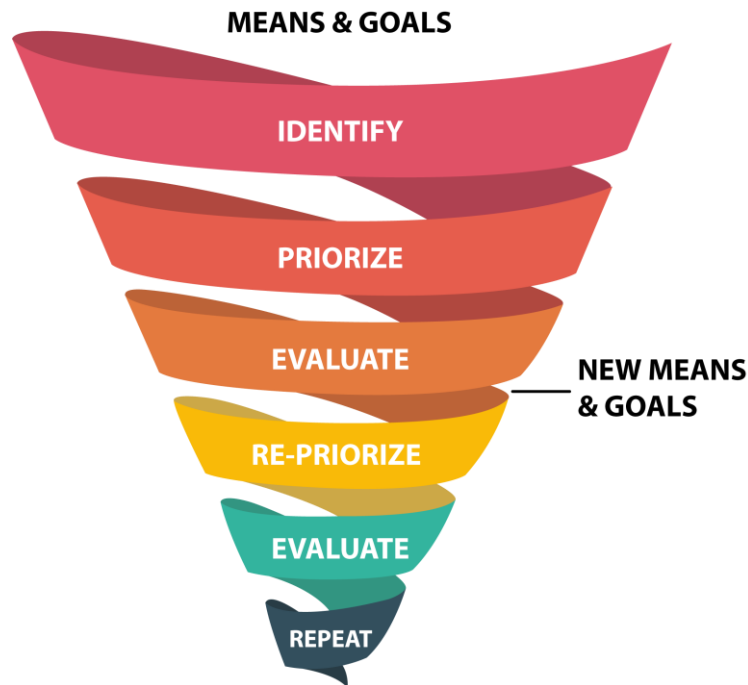 MEANS & GOALS
IDENTIFY
PRIORIZE
EVALUATE
NEW MEANS
& GOALS
RE-PRIORIZE
EVALUATE
REPEAT